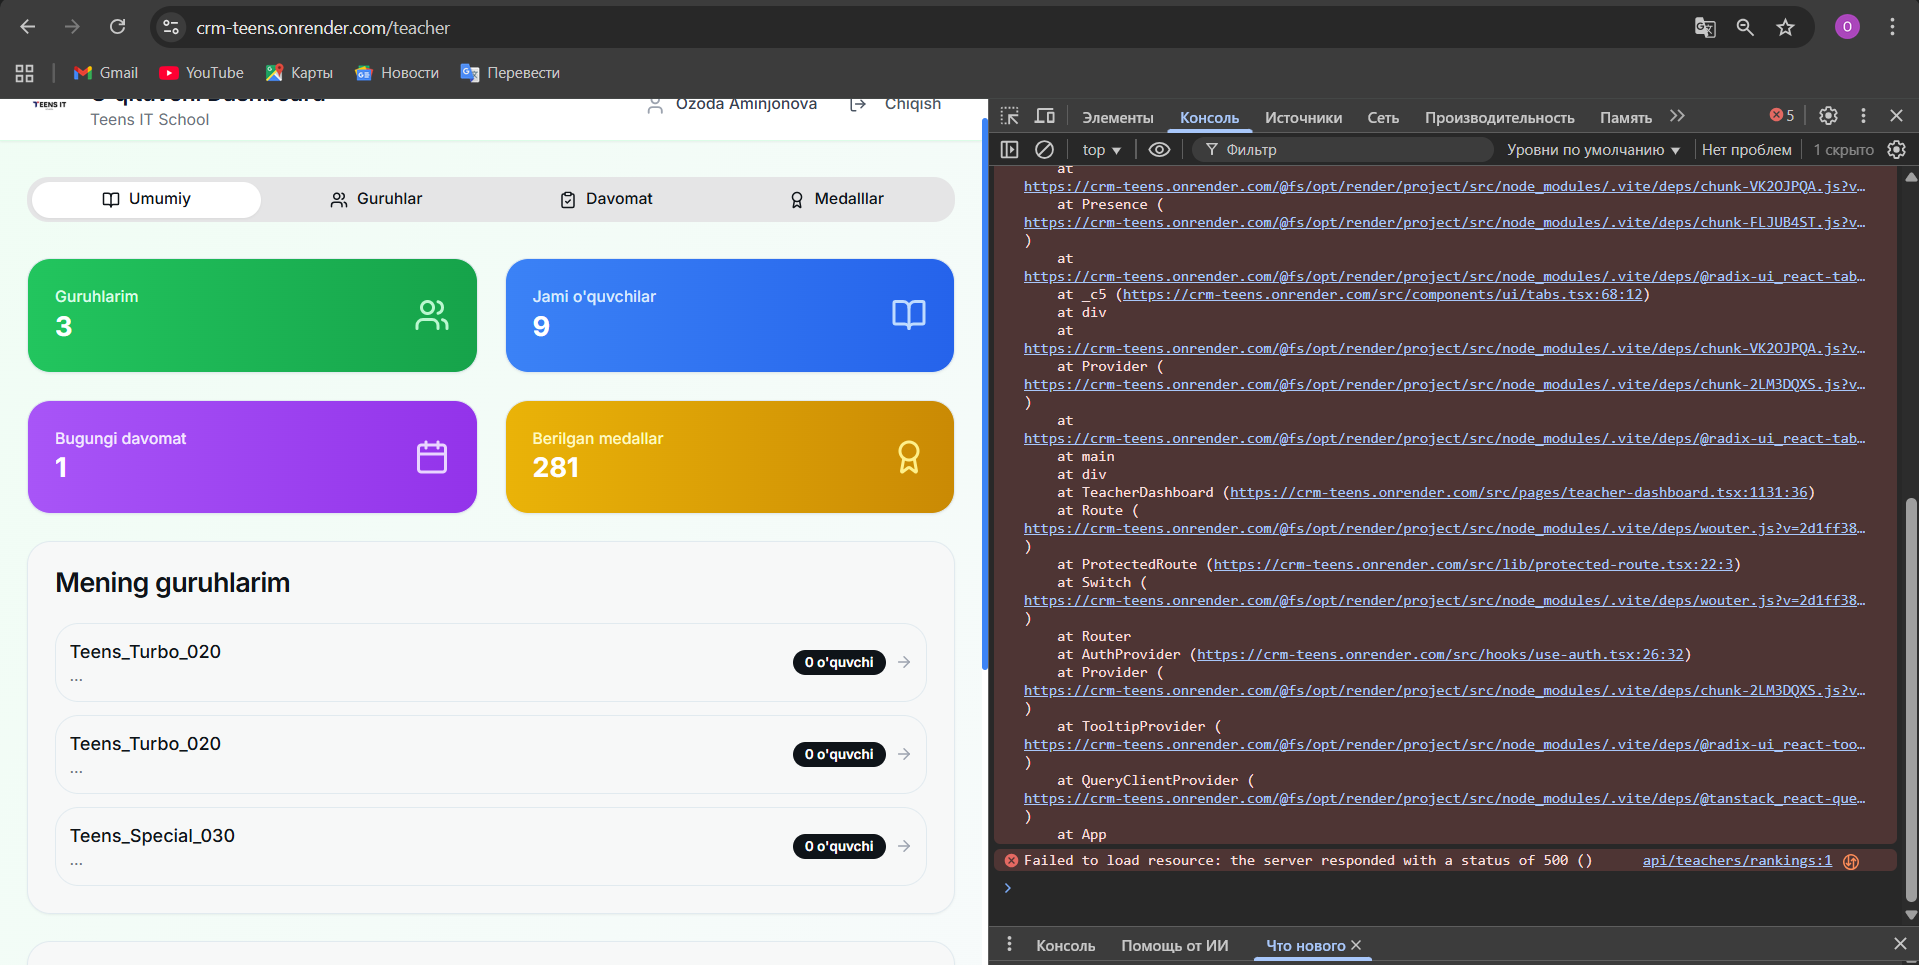 crm-teens.onrender.com/teacher
O
Gmail
YouTube
Карты
Новости
Перевести
TEENS IT
O'qituvchi Dashboard
Teens IT School
Ozoda Aminjonova
Chiqish
Umumiy
Guruhlar
Davomat
Medalllar
Guruhlarim
3
Jami o'quvchilar
9
Bugungi davomat
1
Berilgan medallar
281
Mening guruhlarim
Teens_Turbo_020
...
0 o'quvchi
Teens_Turbo_020
...
0 o'quvchi
Teens_Special_030
...
0 o'quvchi
Элементы
Консоль
Источники
Сеть
Производительность
Память
5
top
Фильтр
Уровни по умолчанию
Нет проблем
1 скрыто
at
https://crm-teens.onrender.com/@fs/opt/render/project/src/node_modules/.vite/deps/chunk-VK2OJPQA.js?v…
at Presence (
https://crm-teens.onrender.com/@fs/opt/render/project/src/node_modules/.vite/deps/chunk-FLJUB4ST.js?v…
)
at
https://crm-teens.onrender.com/@fs/opt/render/project/src/node_modules/.vite/deps/@radix-ui_react-tab…
at _c5 (https://crm-teens.onrender.com/src/components/ui/tabs.tsx:68:12)
at div
at
https://crm-teens.onrender.com/@fs/opt/render/project/src/node_modules/.vite/deps/chunk-VK2OJPQA.js?v…
at Provider (
https://crm-teens.onrender.com/@fs/opt/render/project/src/node_modules/.vite/deps/chunk-2LM3DQXS.js?v…
)
at
https://crm-teens.onrender.com/@fs/opt/render/project/src/node_modules/.vite/deps/@radix-ui_react-tab…
at main
at div
at TeacherDashboard (https://crm-teens.onrender.com/src/pages/teacher-dashboard.tsx:1131:36)
at Route (
https://crm-teens.onrender.com/@fs/opt/render/project/src/node_modules/.vite/deps/wouter.js?v=2d1ff38…
)
at ProtectedRoute (https://crm-teens.onrender.com/src/lib/protected-route.tsx:22:3)
at Switch (
https://crm-teens.onrender.com/@fs/opt/render/project/src/node_modules/.vite/deps/wouter.js?v=2d1ff38…
)
at Router
at AuthProvider (https://crm-teens.onrender.com/src/hooks/use-auth.tsx:26:32)
at Provider (
https://crm-teens.onrender.com/@fs/opt/render/project/src/node_modules/.vite/deps/chunk-2LM3DQXS.js?v…
)
at TooltipProvider (
https://crm-teens.onrender.com/@fs/opt/render/project/src/node_modules/.vite/deps/@radix-ui_react-too…
)
at QueryClientProvider (
https://crm-teens.onrender.com/@fs/opt/render/project/src/node_modules/.vite/deps/@tanstack_react-que…
)
at App
Failed to load resource: the server responded with a status of 500 ()
api/teachers/rankings:1
Консоль
Помощь от ИИ
Что нового